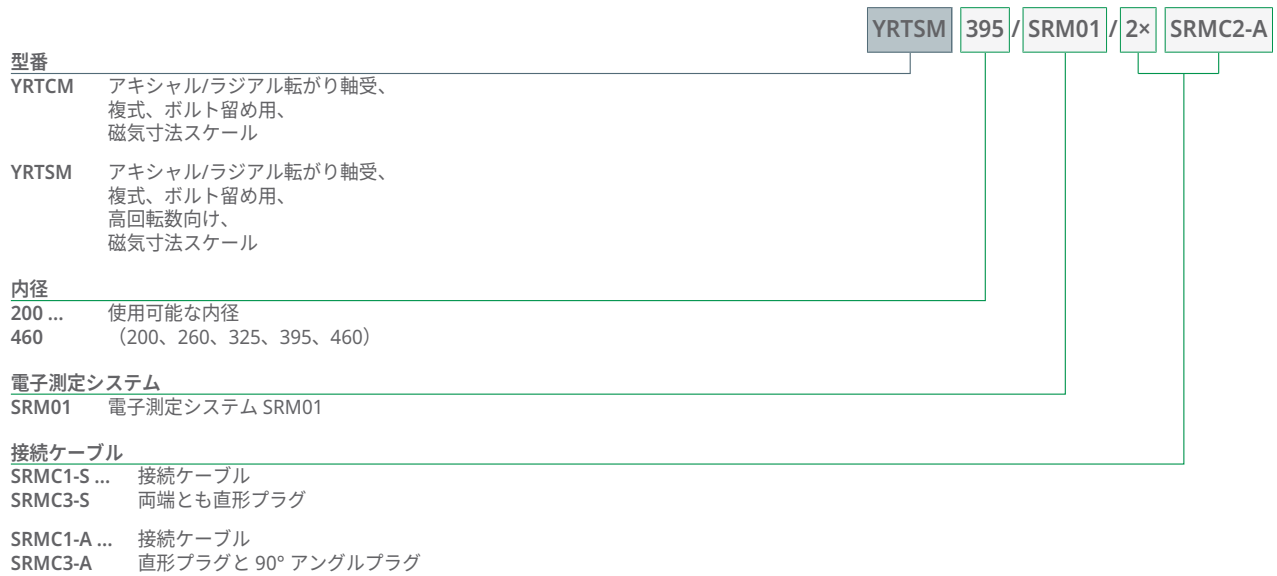 YRTSM 395 / SRM01 / 2× SRMC2-A
型番
YRTCM アキシャル/ラジアル転がり軸受、
複式、ボルト留め用、
磁気寸法スケール
YRTSM アキシャル/ラジアル転がり軸受、
複式、ボルト留め用、
高回転数向け、
磁気寸法スケール
内径
200 ... 使用可能な内径
460 （200、260、325、395、460）
電子測定システム
SRM01 電子測定システム SRM01
接続ケーブル
SRMC1-S ... 接続ケーブル
SRMC3-S 両端とも直形プラグ
SRMC1-A ... 接続ケーブル
SRMC3-A 直形プラグと 90° アングルプラグ